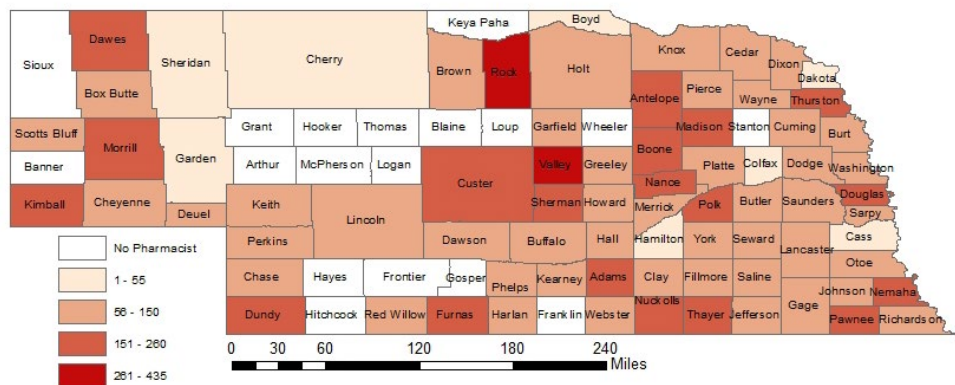 Keya Paha Boyd
Dawes
Sioux Sheridan Cherry Knox Cedar
Brown Rock Holt Dixon
Dakota
Box Butte Antelope Pierce Wayne Thurston
Scotts Bluff Grant Hooker Thomas Blaine Loup Garfield Wheeler Madison Stanton Cuming Burt
Morrill Garden
Banner Arthur McPherson Logan Custer Valley Greeley Boone Platte Colfax Dodge Washington
Kimball Cheyenne Deuel Keith Lincoln Sherman Howard Nance Merrick Polk Butler Saunders Douglas
Sarpy
Perkins Dawson Buffalo Hall Hamilton York Seward Lancaster Cass
Otoe
Chase Hayes Frontier Gosper Phelps Kearney Adams Clay Fillmore Saline Johnson Nemaha
Dundy Hitchcock Red Willow Furnas Harlan Franklin Webster Nuckolls Thayer Jefferson Gage Pawnee Richardson
No Pharmacist
1 - 55
56 - 150
151 - 260
261 - 435
0 30 60 120 180 240
Miles